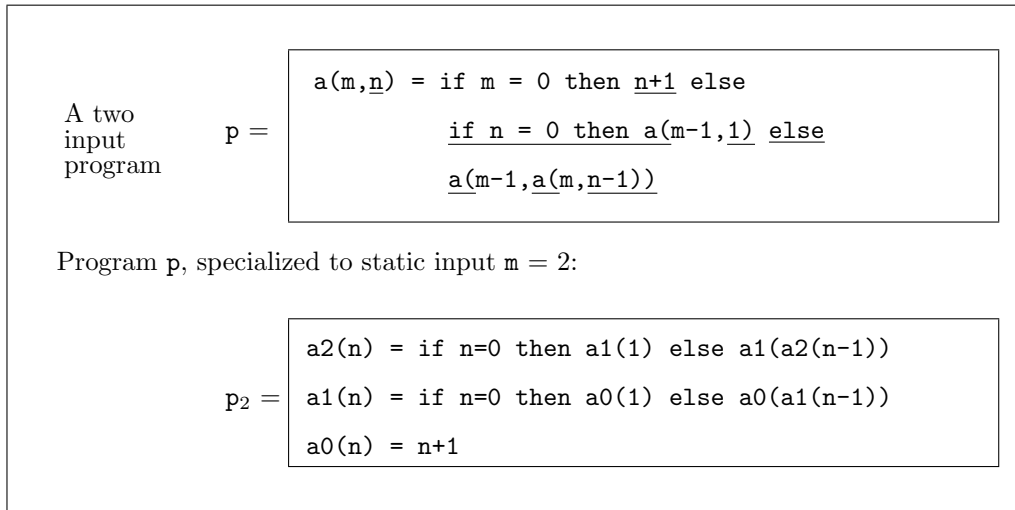 a(m,n) = if m = 0 then n+1 else
A two
input
program
p =
if n = 0 then a(m-1,1) else
a(m-1,a(m,n-1))
Program p, specialized to static input m = 2:
a2(n) = if n=0 then a1(1) else a1(a2(n-1))
p₂ =
a1(n) = if n=0 then a0(1) else a0(a1(n-1))
a0(n) = n+1